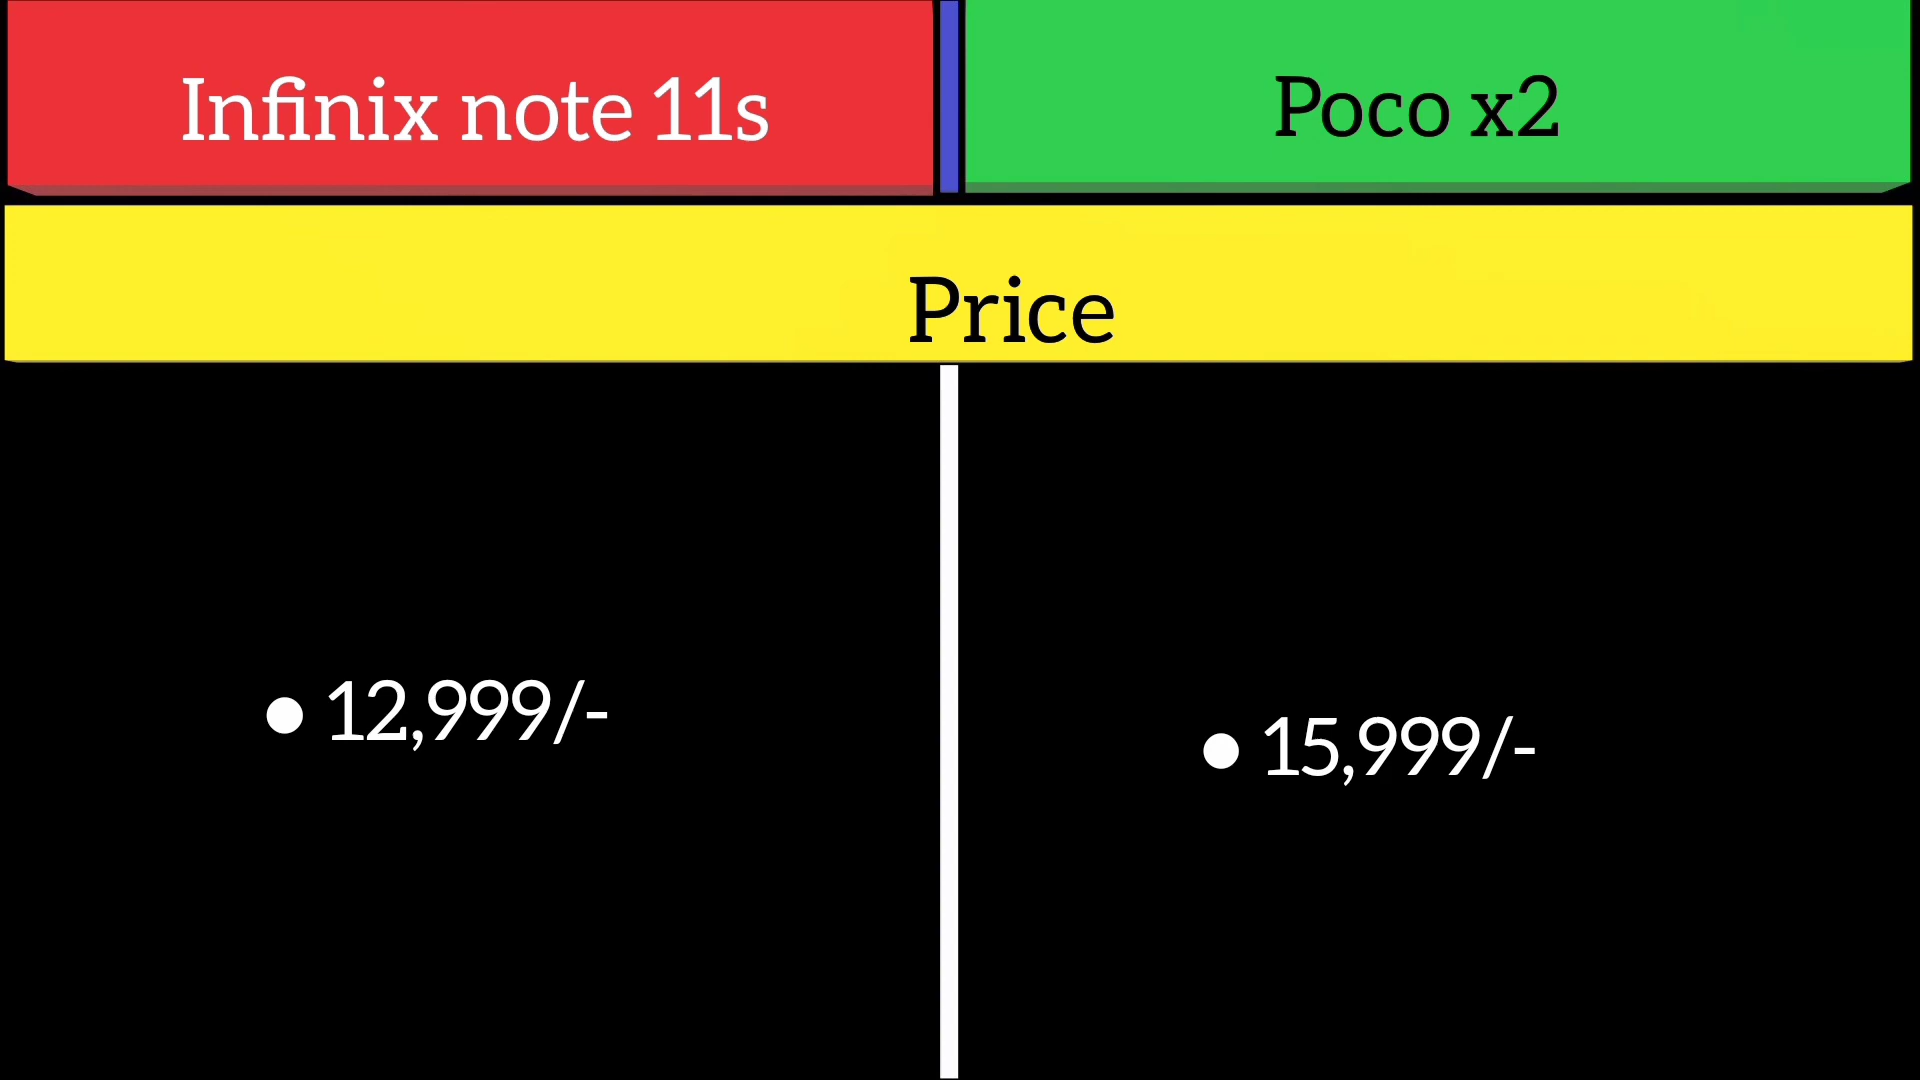 Infinix note 11s
Poco x2
Price
• 12,999/-
• 15,999/-